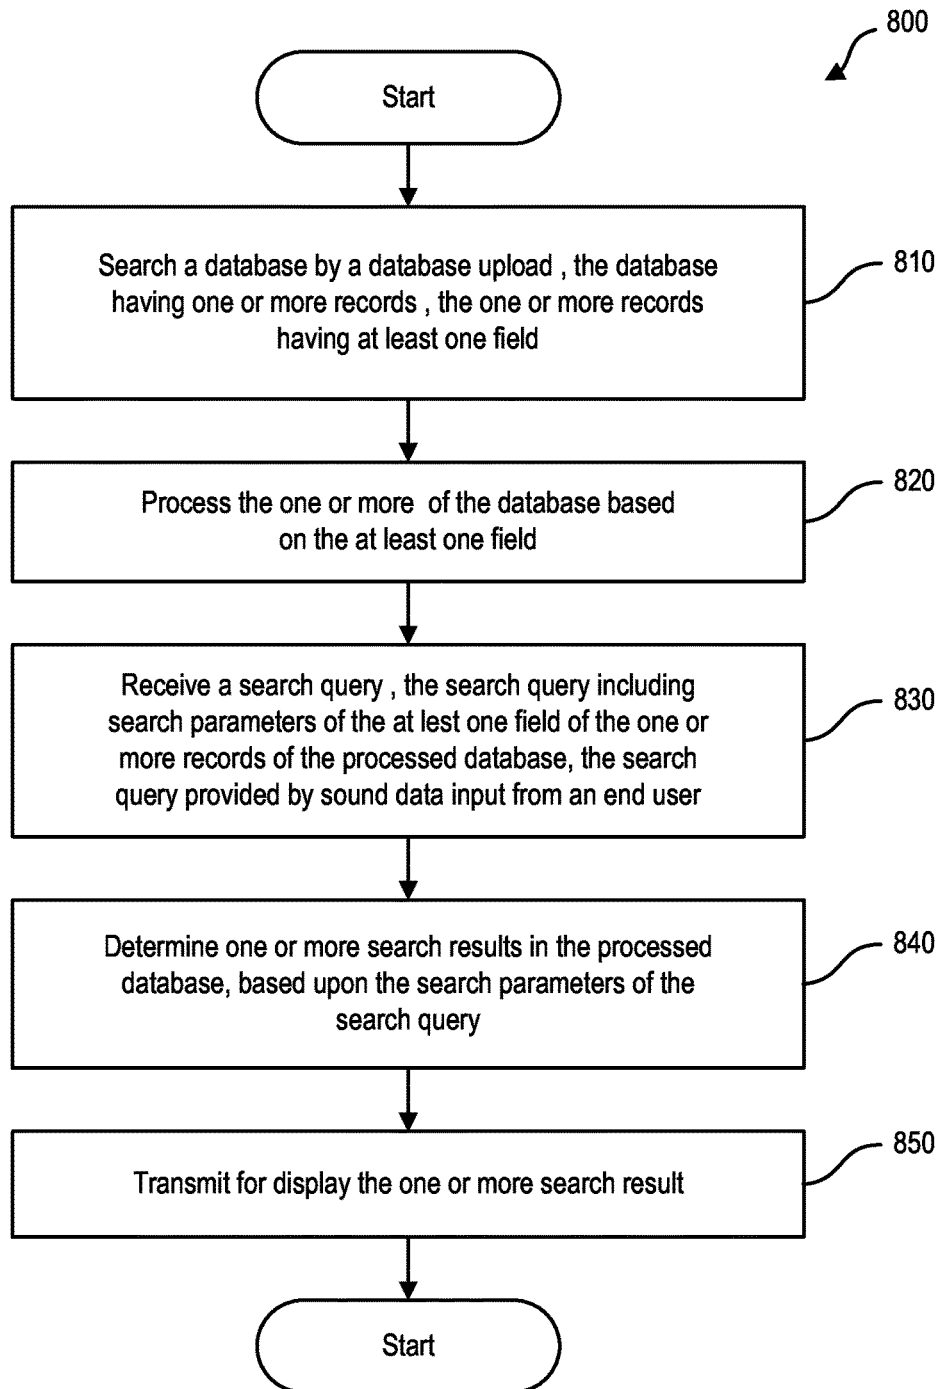 800
Start
Search a database by a database upload , the database
having one or more records , the one or more records
having at least one field
810
Process the one or more  of the database based
on the at least one field
820
Receive a search query , the search query including
search parameters of the at lest one field of the one or
more records of the processed database, the search
query provided by sound data input from an end user
830
Determine one or more search results in the processed
database, based upon the search parameters of the
search query
840
Transmit for display the one or more search result
850
Start